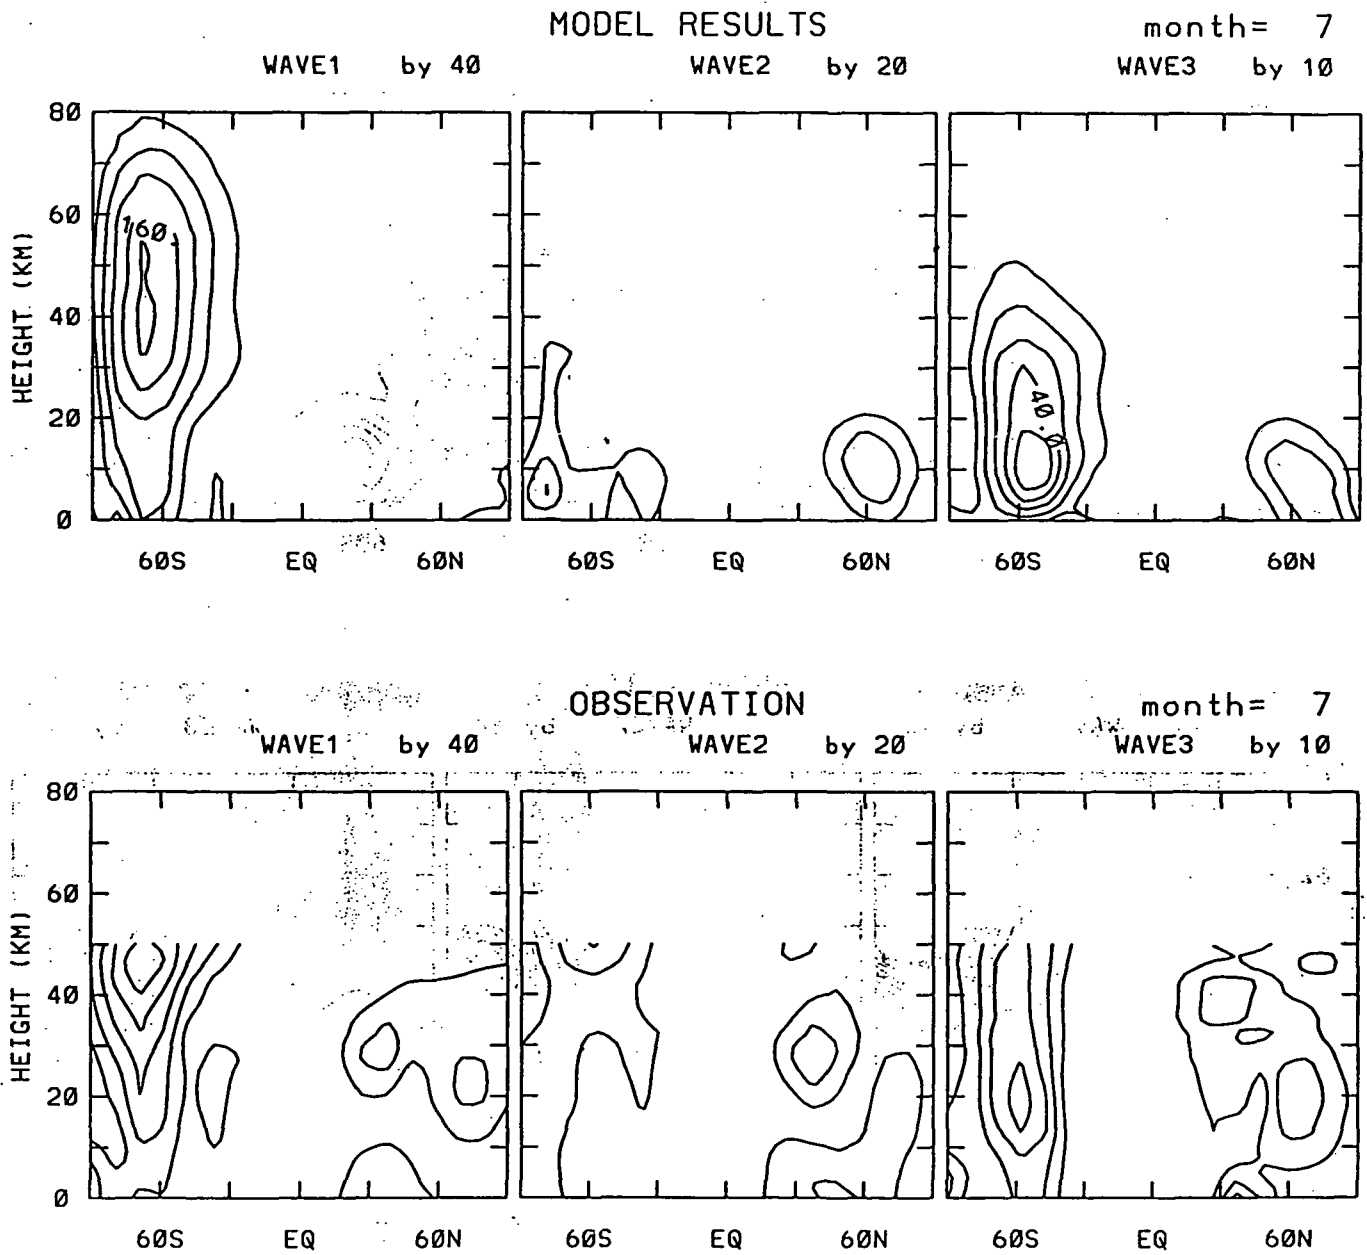 MODEL RESULTS month= 7
WAVE1 by 40 WAVE2 by 20 WAVE3 by 10
80
60
40
20
0
HEIGHT (KM)
160.
40.0
60S EQ 60N 60S EQ 60N 60S EQ 60N
OBSERVATION month= 7
WAVE1 by 40 WAVE2 by 20 WAVE3 by 10
80
60
40
20
0
HEIGHT (KM)
60S EQ 60N 60S EQ 60N 60S EQ 60N